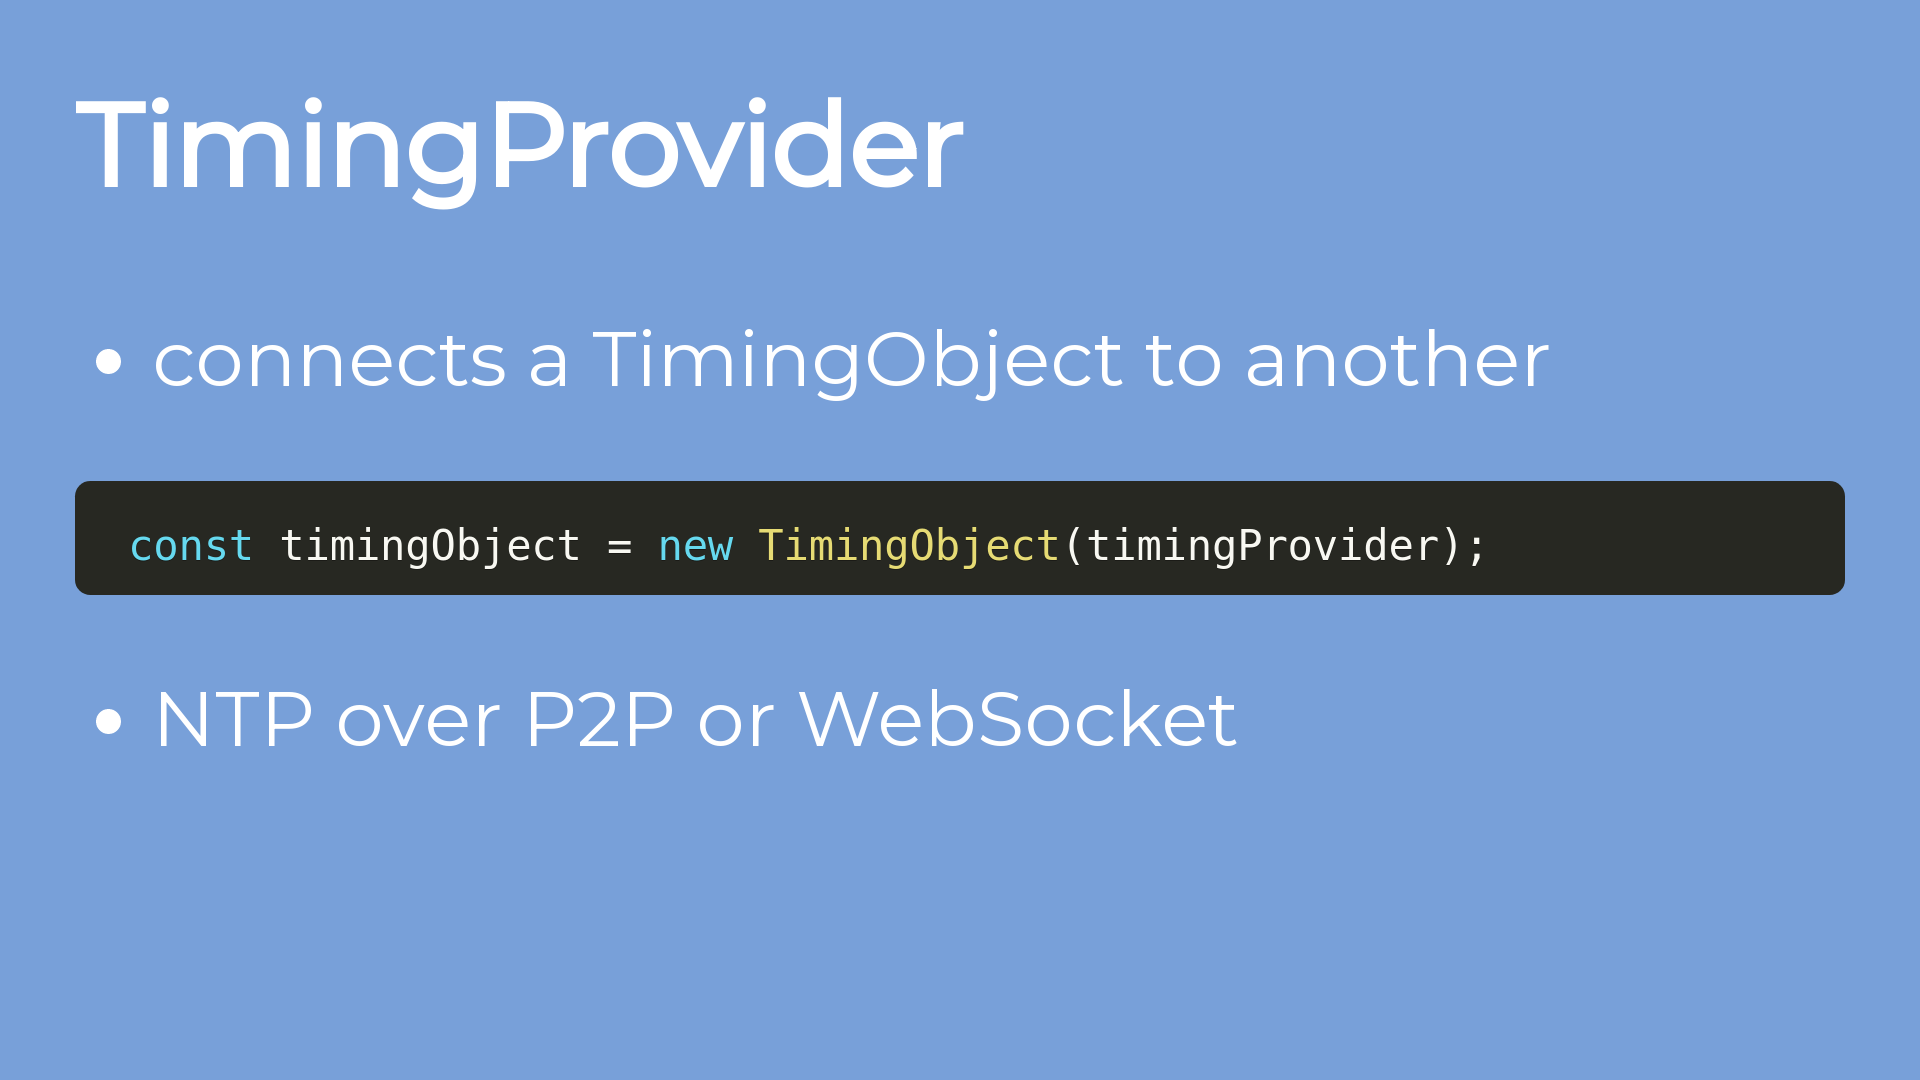 TimingProvider
• connects a TimingObject to another
const timingObject = new TimingObject(timingProvider);
• NTP over P2P or WebSocket